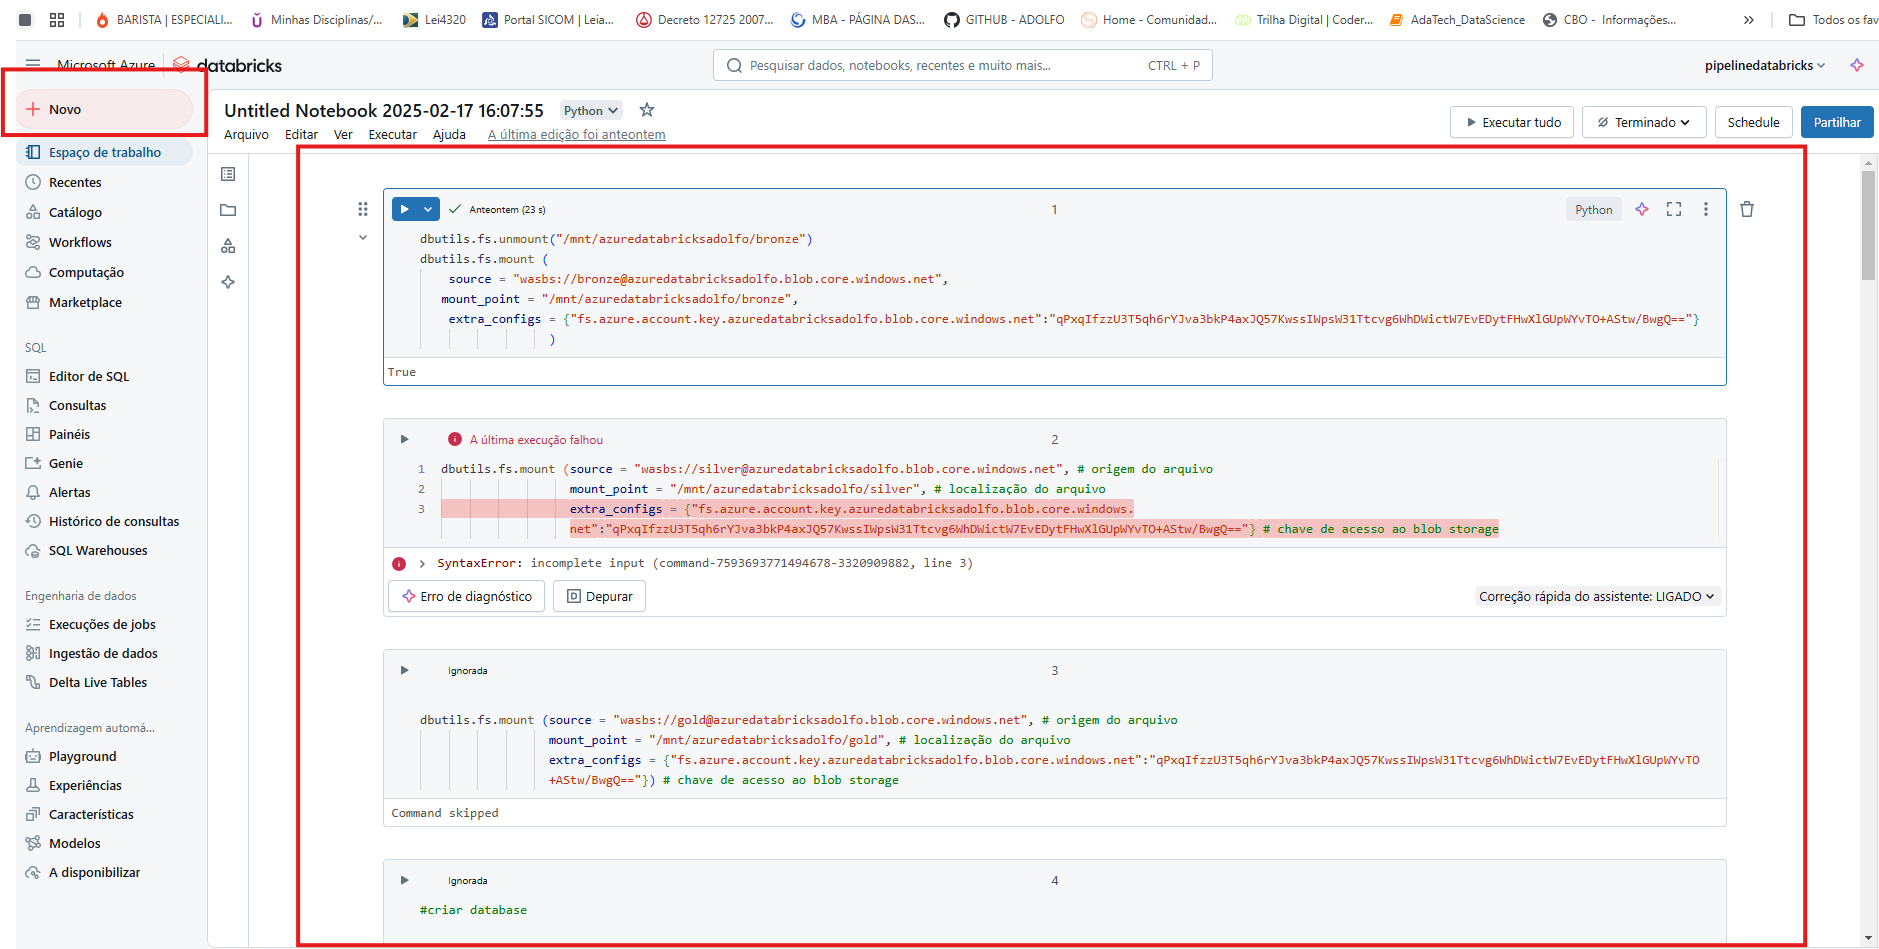 BARISTA | ESPECIALI...
Minhas Disciplinas/...
Lei4320
Portal SICOM | Leia...
Decreto 12725 2007...
MBA - PÁGINA DAS...
GITHUB - ADOLFO
Home - Comunidad...
Trilha Digital | Coder...
AdaTech_DataScience
CBO - Informações...
»
Todos os fav
Microsoft Azure
databricks
Pesquisar dados, notebooks, recentes e muito mais...
CTRL + P
pipelinedatabricks
Novo
Espaço de trabalho
Recentes
Catálogo
Workflows
Computação
Marketplace
SQL
Editor de SQL
Consultas
Painéis
Genie
Alertas
Histórico de consultas
SQL Warehouses
Engenharia de dados
Execuções de jobs
Ingestão de dados
Delta Live Tables
Aprendizagem automá...
Playground
Experiências
Características
Modelos
A disponibilizar
Untitled Notebook 2025-02-17 16:07:55
Python
Arquivo Editar Ver Executar Ajuda A última edição foi anteontem
Executar tudo
Terminado
Schedule
Partilhar
Anteontem (23 s)
1
Python
dbutils.fs.unmount("/mnt/azuredatabricksadolfo/bronze")
dbutils.fs.mount (
source = "wasbs://bronze@azuredatabricksadolfo.blob.core.windows.net",
mount_point = "/mnt/azuredatabricksadolfo/bronze",
extra_configs = {"fs.azure.account.key.azuredatabricksadolfo.blob.core.windows.net":"qPxqIfzzU3T5qh6rYJva3bkP4axJQ57KwssIWpsW31Ttcvg6WhDWictW7EvEDytFHwXlGUpWYvTO+AStw/BwgQ=="}
)
True
A última execução falhou
2
1 dbutils.fs.mount (source = "wasbs://silver@azuredatabricksadolfo.blob.core.windows.net", # origem do arquivo
2 mount_point = "/mnt/azuredatabricksadolfo/silver", # localização do arquivo
3 extra_configs = {"fs.azure.account.key.azuredatabricksadolfo.blob.core.windows.
net":"qPxqIfzzU3T5qh6rYJva3bkP4axJQ57KwssIWpsW31Ttcvg6WhDWictW7EvEDytFHwXlGUpWYvTO+AStw/BwgQ=="} # chave de acesso ao blob storage
SyntaxError: incomplete input (command-7593693771494678-3320909882, line 3)
Erro de diagnóstico
Depurar
Correção rápida do assistente: LIGADO
Ignorada
3
dbutils.fs.mount (source = "wasbs://gold@azuredatabricksadolfo.blob.core.windows.net", # origem do arquivo
mount_point = "/mnt/azuredatabricksadolfo/gold", # localização do arquivo
extra_configs = {"fs.azure.account.key.azuredatabricksadolfo.blob.core.windows.net":"qPxqIfzzU3T5qh6rYJva3bkP4axJQ57KwssIWpsW31Ttcvg6WhDWictW7EvEDytFHwXlGUpWYvTO
+AStw/BwgQ=="}) # chave de acesso ao blob storage
Command skipped
Ignorada
4
#criar database